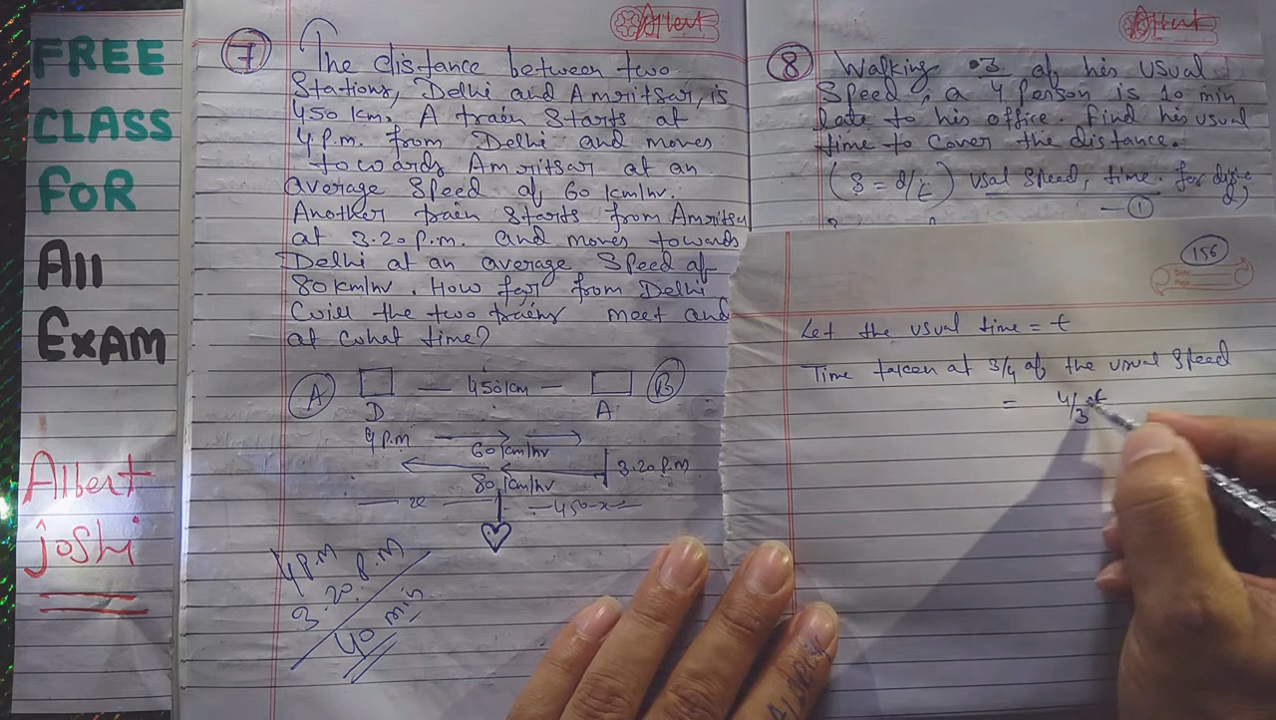 FREE
CLASS
FOR
All
ExAM
Albert
joshi
Albert
7 The distance between two
Stations, Delhi and Amritsar, is
450 km. A train Starts at
4 P.m. from Delhi and moves
towards Amritsar at an
average Speed of 60 km/hr.
Another train Starts from Amritsar
at 3.20 P.m. and moves towards
Delhi at an average Speed of
80 km/hr. How far from Delhi
will the two trains meet and
at what time?
A — 450 km — B
D A
4 P.M 60 km/hr
80 km/hr 3.20 P.M
— x — — 450-x —
4 P.M
3.20. P.M
40 min
Albert
8 Walking 3 of his usual
Speed, a 4 Person is 10 min
late to his office. find his usual
time to Cover the distance.
(S = d/t) usal Speed, time. for
— 1
156
Let the usual time = t
Time taken at 3/4 of the usual Speed
= 4/3 t